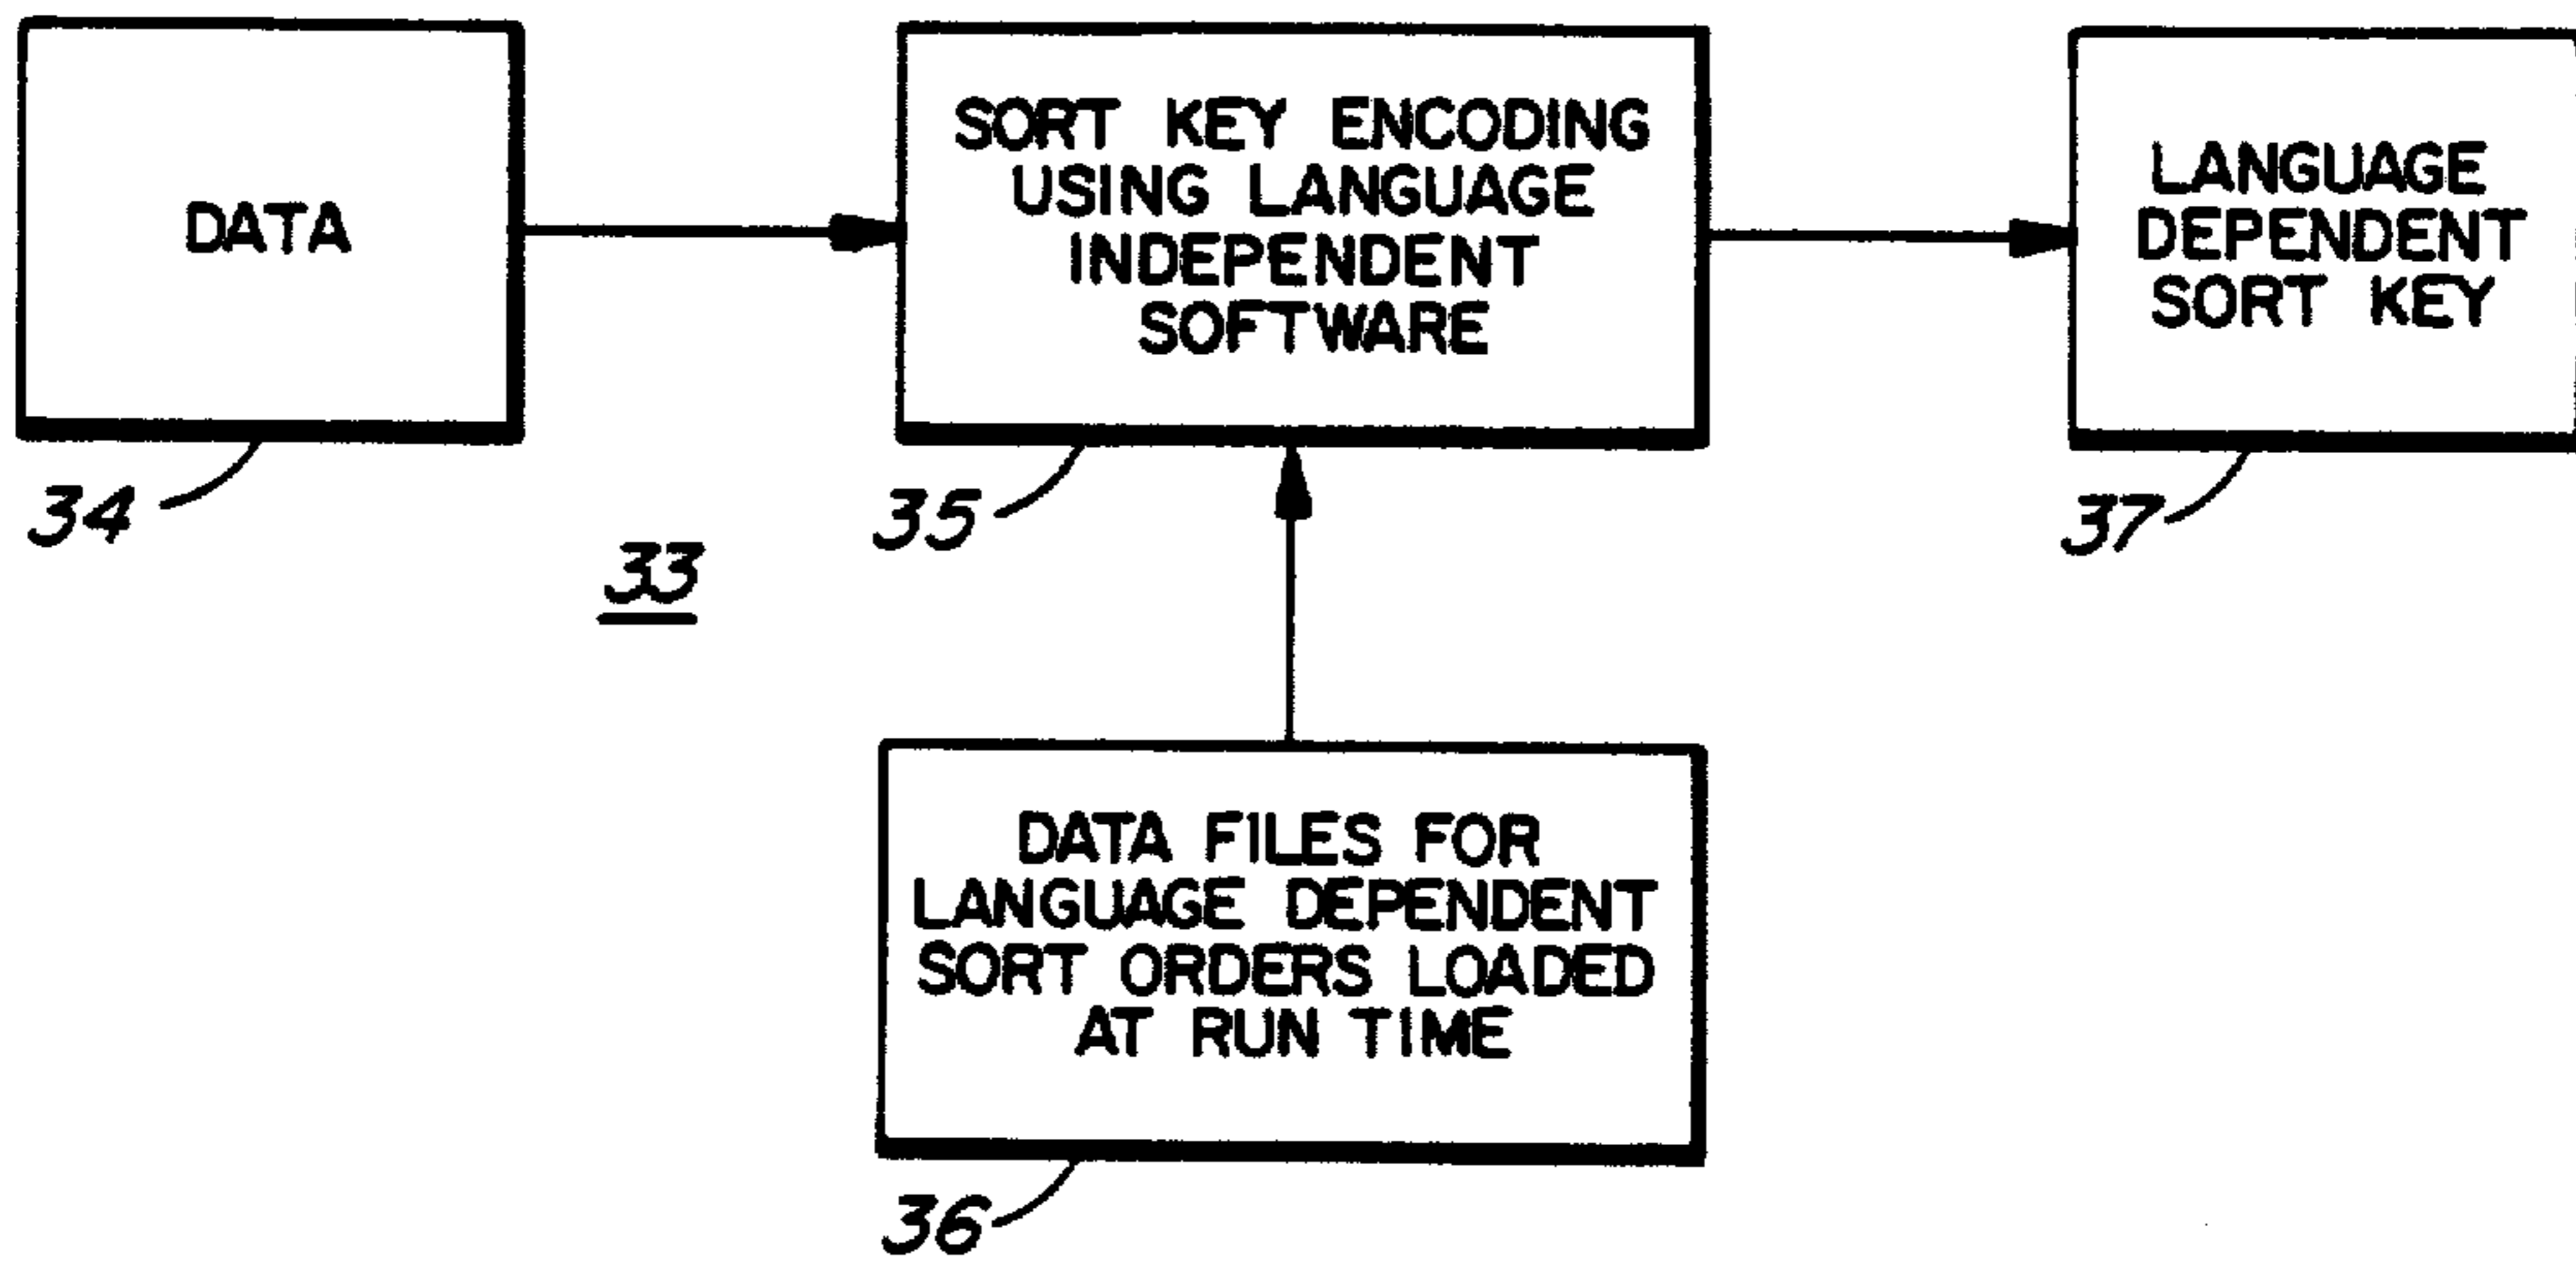 DATA
34
33
SORT KEY ENCODING
USING LANGUAGE
INDEPENDENT
SOFTWARE
35
LANGUAGE
DEPENDENT
SORT KEY
37
DATA FILES FOR
LANGUAGE DEPENDENT
SORT ORDERS LOADED
AT RUN TIME
36